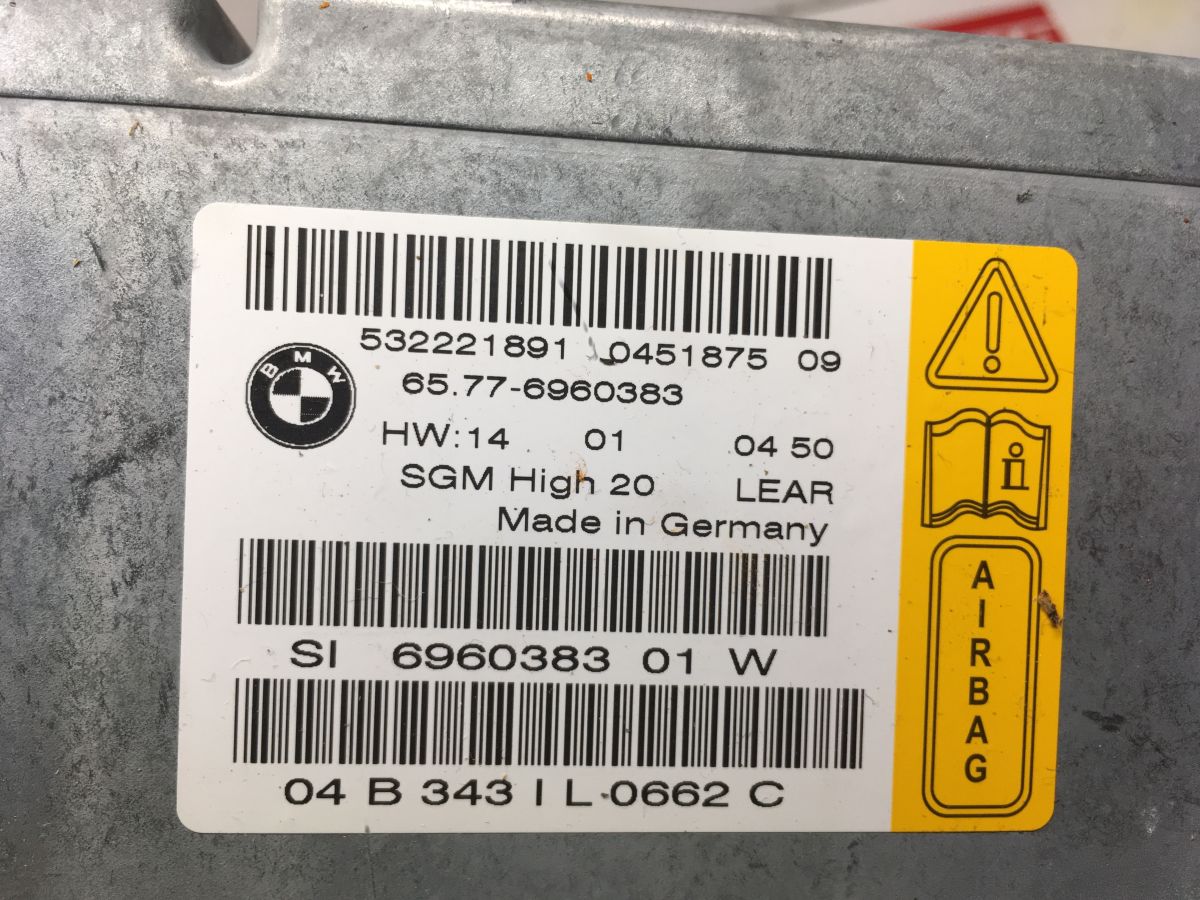 532221891 0451875 09
BMW
65.77-6960383
HW:14 01 04 50
SGM High 20 LEAR
Made in Germany
SI 6960383 01 W
04 B 343 I L 0662 C
i
AIRBAG